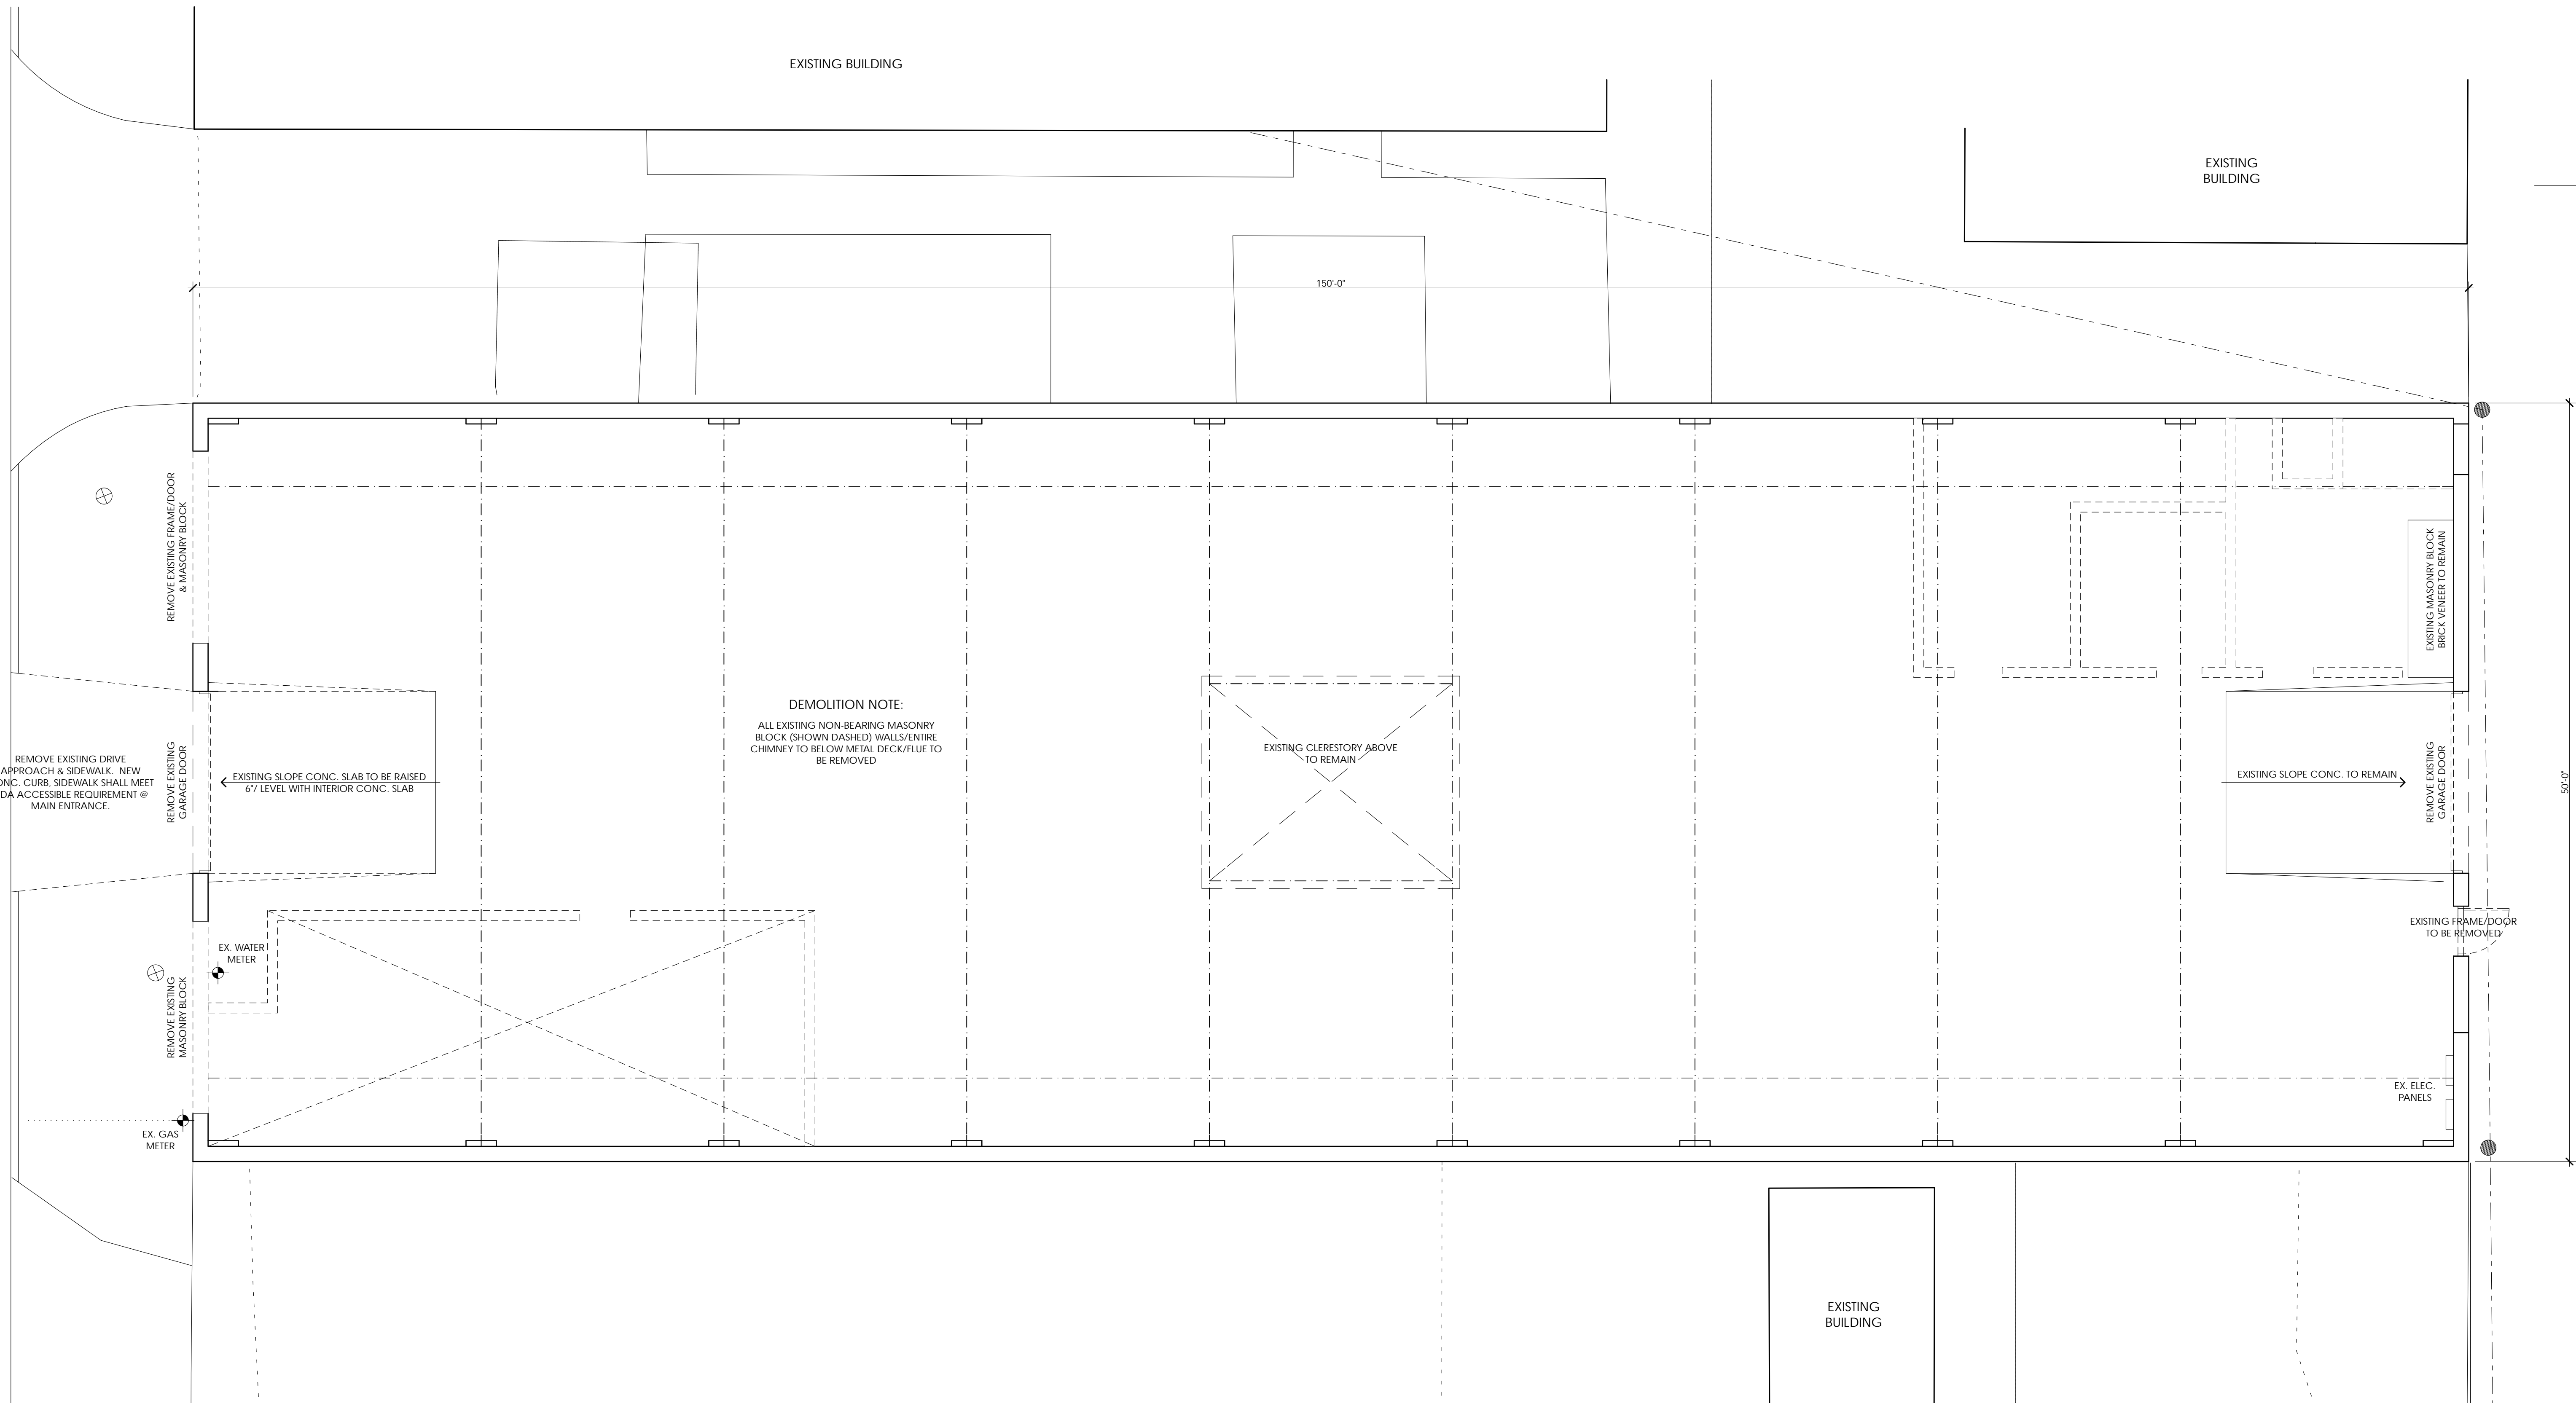 EXISTING BUILDING
EXISTING
BUILDING
150'-0"
REMOVE EXISTING FRAME/DOOR
& MASONRY BLOCK
EXISTING MASONRY BLOCK
BRICK VENEER TO REMAIN
DEMOLITION NOTE:
ALL EXISTING NON-BEARING MASONRY
BLOCK (SHOWN DASHED) WALLS/ENTIRE
CHIMNEY TO BELOW METAL DECK/FLUE TO
BE REMOVED
EXISTING CLERESTORY ABOVE
TO REMAIN
REMOVE EXISTING DRIVE
APPROACH & SIDEWALK. NEW
ONC. CURB, SIDEWALK SHALL MEET
DA ACCESSIBLE REQUIREMENT @
MAIN ENTRANCE.
REMOVE EXISTING
GARAGE DOOR
EXISTING SLOPE CONC. SLAB TO BE RAISED
6"/ LEVEL WITH INTERIOR CONC. SLAB
EXISTING SLOPE CONC. TO REMAIN
REMOVE EXISTING
GARAGE DOOR
50'-0"
EXISTING FRAME/DOOR
TO BE REMOVED
EX. WATER
METER
REMOVE EXISTING
MASONRY BLOCK
EX. ELEC.
PANELS
EX. GAS
METER
EXISTING
BUILDING